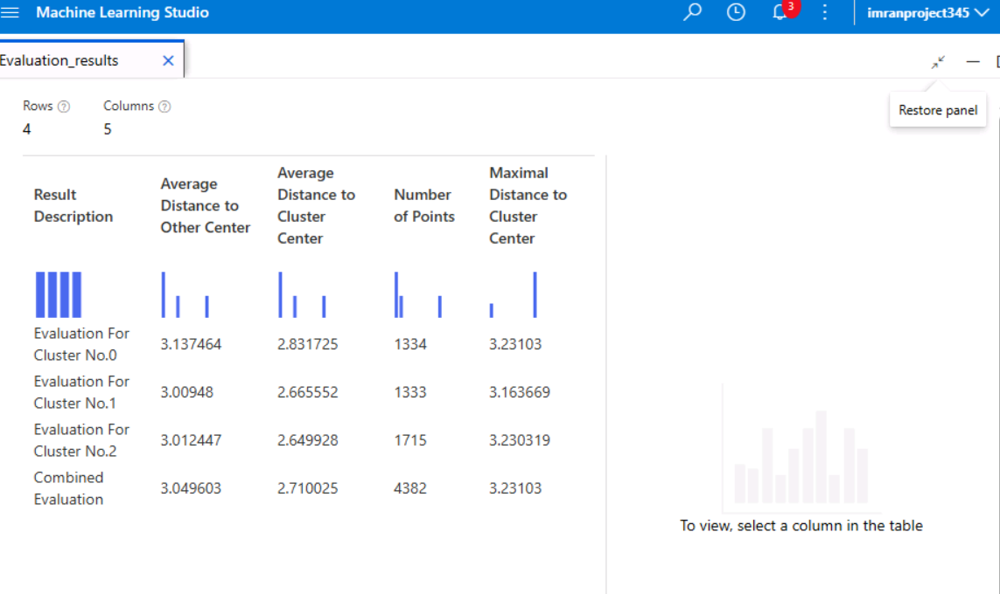 Machine Learning Studio
3
imranproject345
Evaluation_results
Restore panel
Rows
Columns
4
5
Result Description
Average Distance to Other Center
Average Distance to Cluster Center
Number of Points
Maximal Distance to Cluster Center
Evaluation For Cluster No.0
3.137464
2.831725
1334
3.23103
Evaluation For Cluster No.1
3.00948
2.665552
1333
3.163669
Evaluation For Cluster No.2
3.012447
2.649928
1715
3.230319
Combined Evaluation
3.049603
2.710025
4382
3.23103
To view, select a column in the table